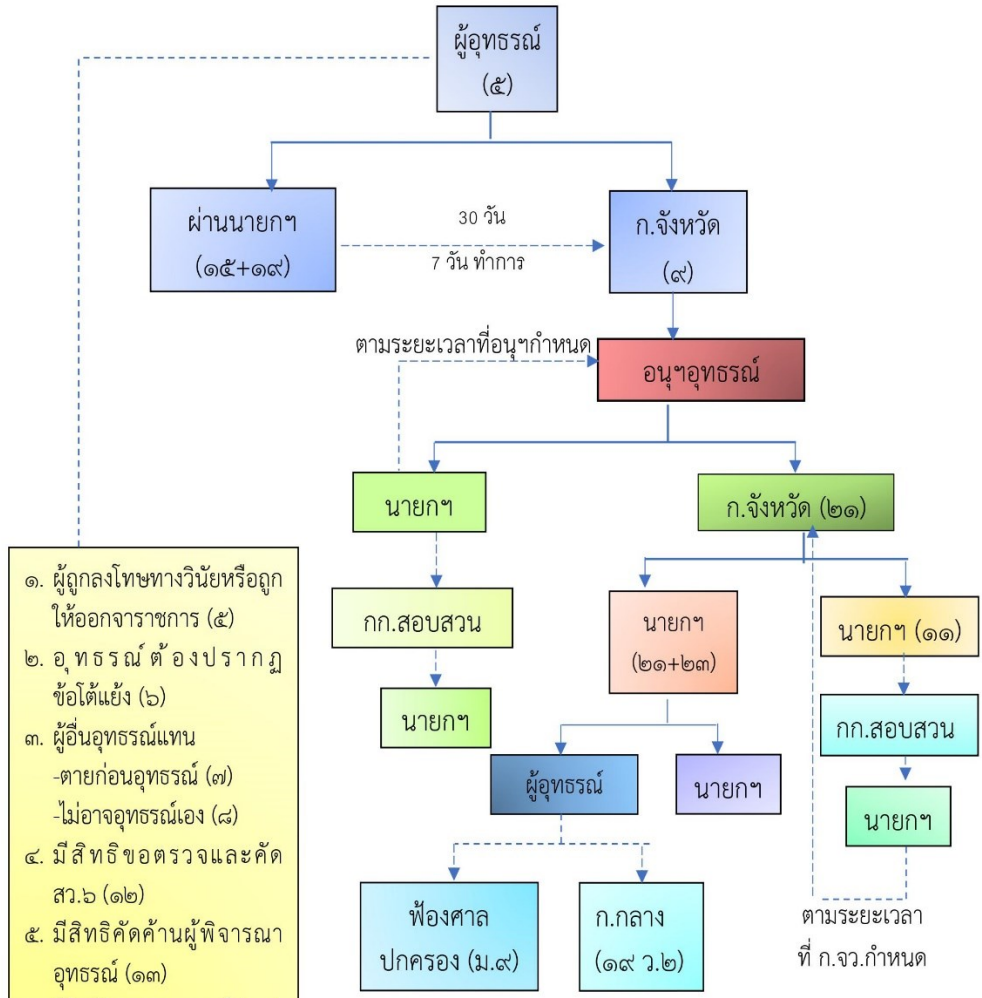 ผู้อุทธรณ์
(๕)
ผ่านนายกฯ
(๑๕+๑๙)
30 วัน
7 วัน ทำการ
ก.จังหวัด
(๙)
ตามระยะเวลาที่อนุฯกำหนด
อนุฯอุทธรณ์
นายกฯ
ก.จังหวัด (๒๑)
กก.สอบสวน
นายกฯ
(๒๑+๒๓)
นายกฯ (๑๑)
นายกฯ
กก.สอบสวน
ผู้อุทธรณ์
นายกฯ
นายกฯ
ฟ้องศาล
ปกครอง (ม.๙)
ก.กลาง
(๑๙ ว.๒)
ตามระยะเวลา
ที่ ก.จว.กำหนด
๑. ผู้ถูกลงโทษทางวินัยหรือถูก
ให้ออกจาราชการ (๕)
๒. อุทธรณ์ต้องปรากฏ
ข้อโต้แย้ง (๖)
๓. ผู้อื่นอุทธรณ์แทน
-ตายก่อนอุทธรณ์ (๗)
-ไม่อาจอุทธรณ์เอง (๘)
๔. มีสิทธิขอตรวจและคัด
สว.๖ (๑๒)
๕. มีสิทธิคัดค้านผู้พิจารณา
อุทธรณ์ (๑๓)